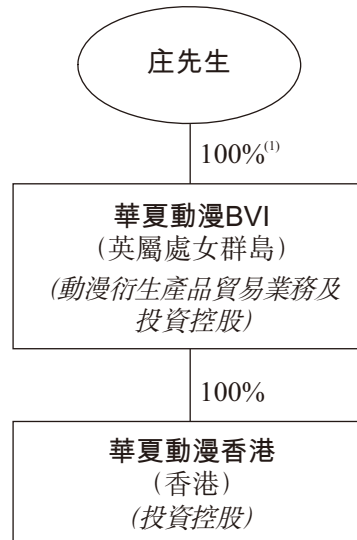 庄先生
100%(1)
華夏動漫BVI
（英屬處女群島）
(動漫衍生產品貿易業務及
投資控股)
100%
華夏動漫香港
（香港）
(投資控股)